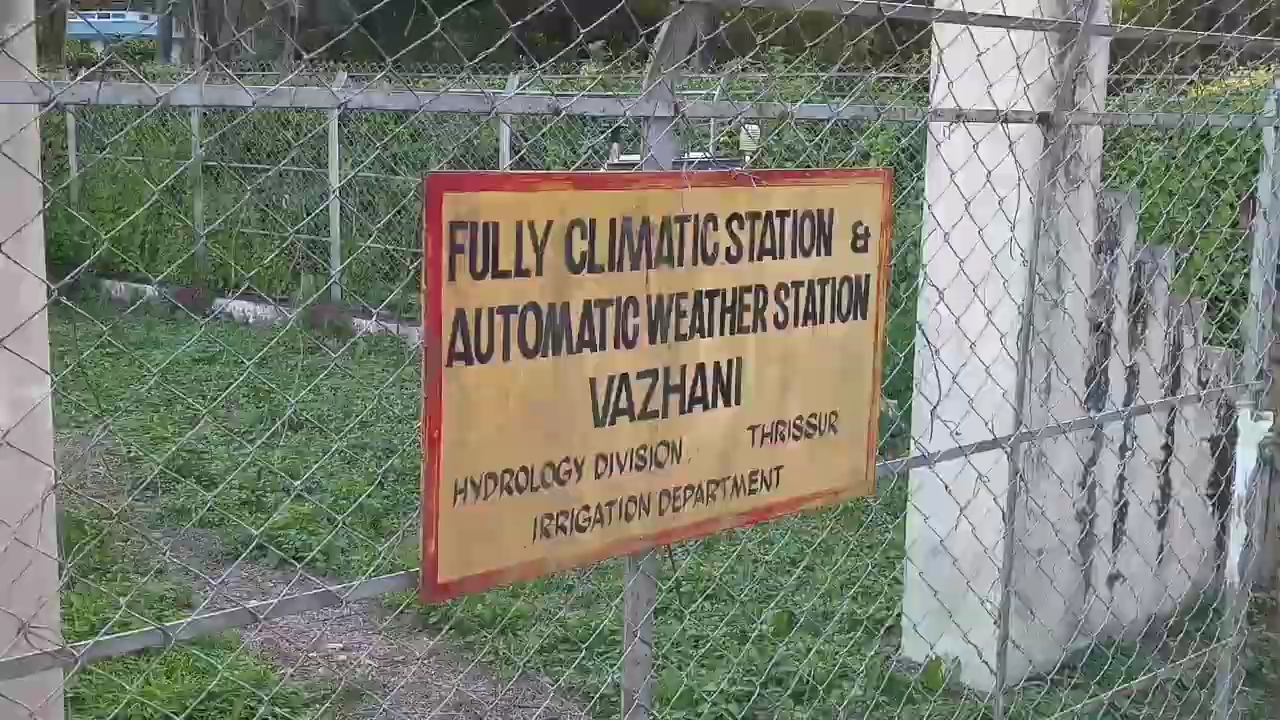 FULLY CLIMATIC STATION &
AUTOMATIC WEATHER STATION
VAZHANI
HYDROLOGY DIVISION, THRISSUR
IRRIGATION DEPARTMENT